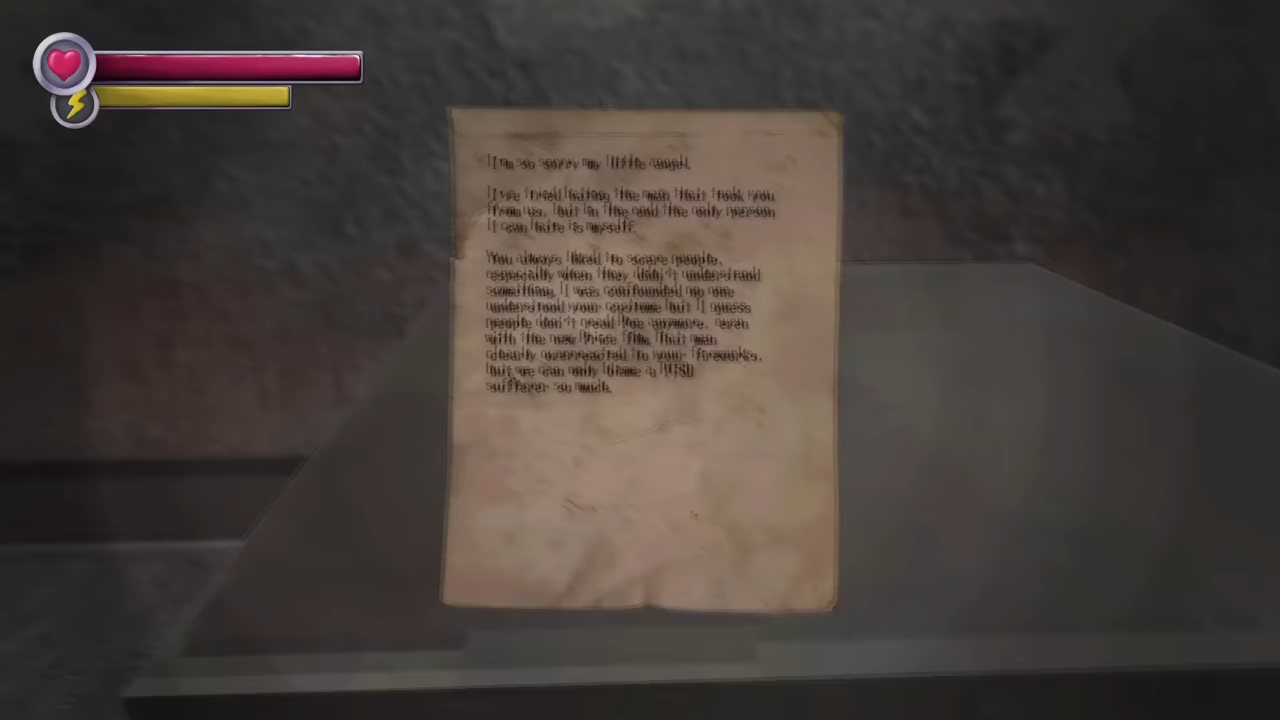 I'm so sorry my little angel.
I've tried hating the man that took you
from us, but in the end the only person
I can hate is myself.
You always liked to scare people,
especially when they didn't understand
something, I was confounded no one
understood your costume but I guess
people don't read Poe anymore, even
with the new Price film. That man
clearly overreacted to your fireworks,
but we can only blame a PTSD
sufferer so much.